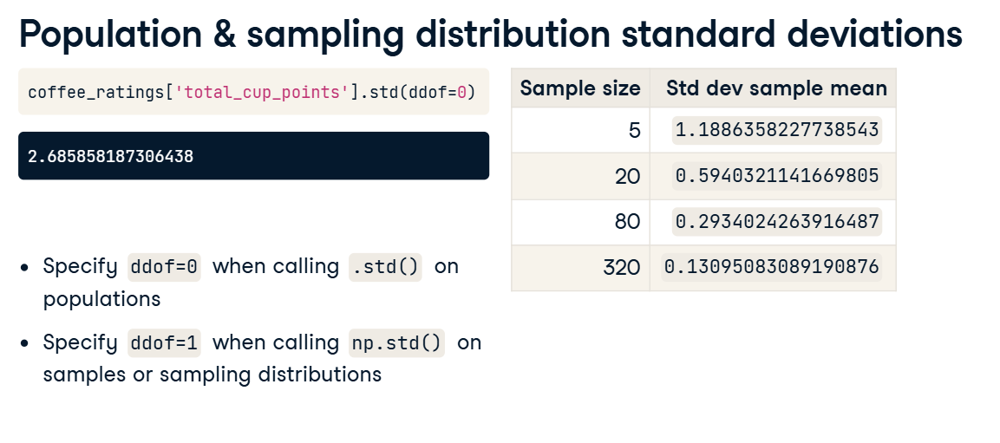 Population & sampling distribution standard deviations
coffee_ratings['total_cup_points'].std(ddof=0)
2.685858187306438
• Specify ddof=0 when calling .std() on
populations
• Specify ddof=1 when calling np.std() on
samples or sampling distributions
Sample size Std dev sample mean
5 1.1886358227738543
20 0.5940321141669805
80 0.2934024263916487
320 0.13095083089190876